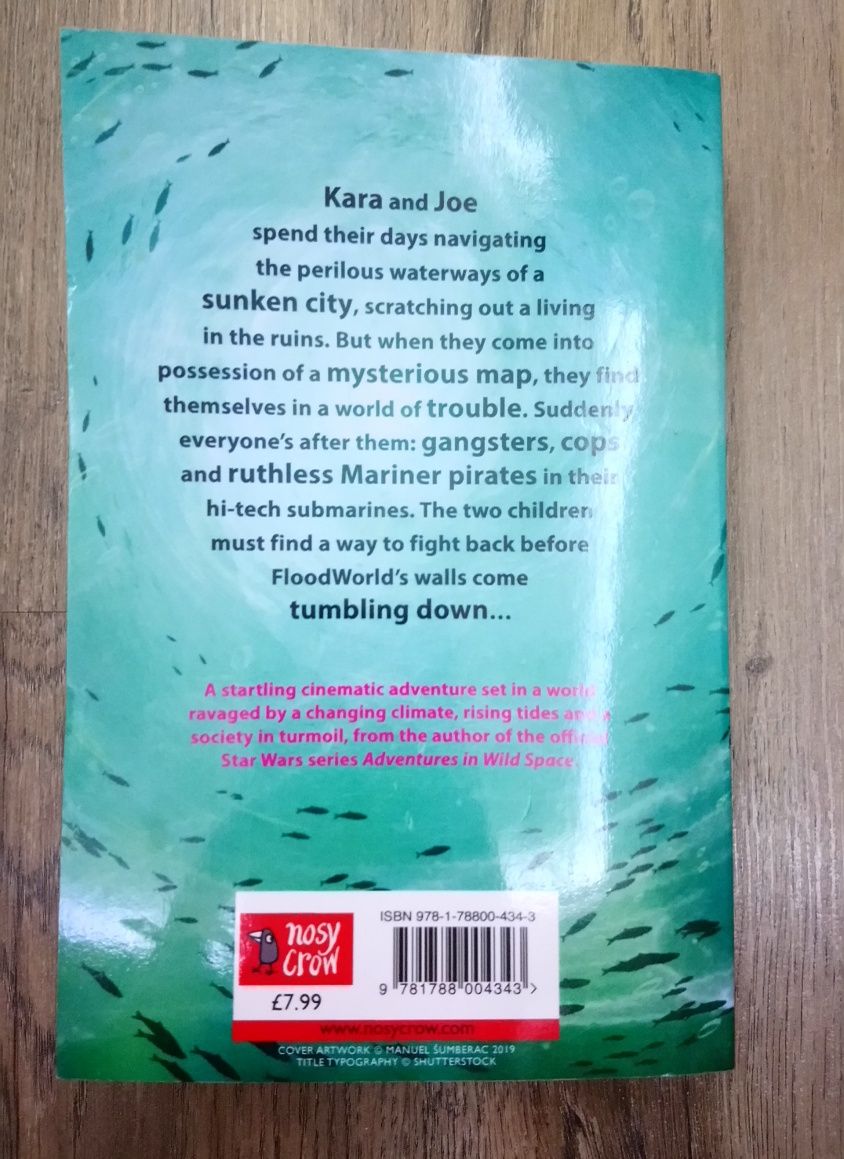 Kara and Joe
spend their days navigating
the perilous waterways of a
sunken city, scratching out a living
in the ruins. But when they come into
possession of a mysterious map, they find
themselves in a world of trouble. Suddenly
everyone's after them: gangsters, cops
and ruthless Mariner pirates in their
hi-tech submarines. The two children
must find a way to fight back before
FloodWorld's walls come
tumbling down...
A startling cinematic adventure set in a world
ravaged by a changing climate, rising tides and a
society in turmoil, from the author of the official
Star Wars series Adventures in Wild Space.
nosy
crow
£7.99
ISBN 978-1-78800-434-3
9 781788 004343 >
www.nosycrow.com
COVER ARTWORK © MANUEL ŠUMBERAC 2019
TITLE TYPOGRAPHY © SHUTTERSTOCK